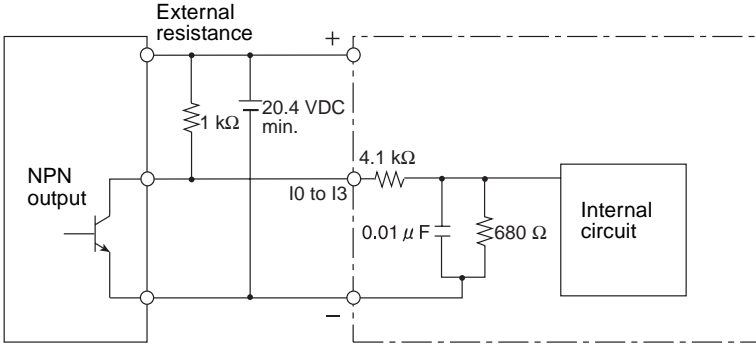 External
resistance
+
1 kΩ
20.4 VDC
min.
4.1 kΩ
NPN
output
I0 to I3
0.01 μ F
680 Ω
Internal
circuit
−